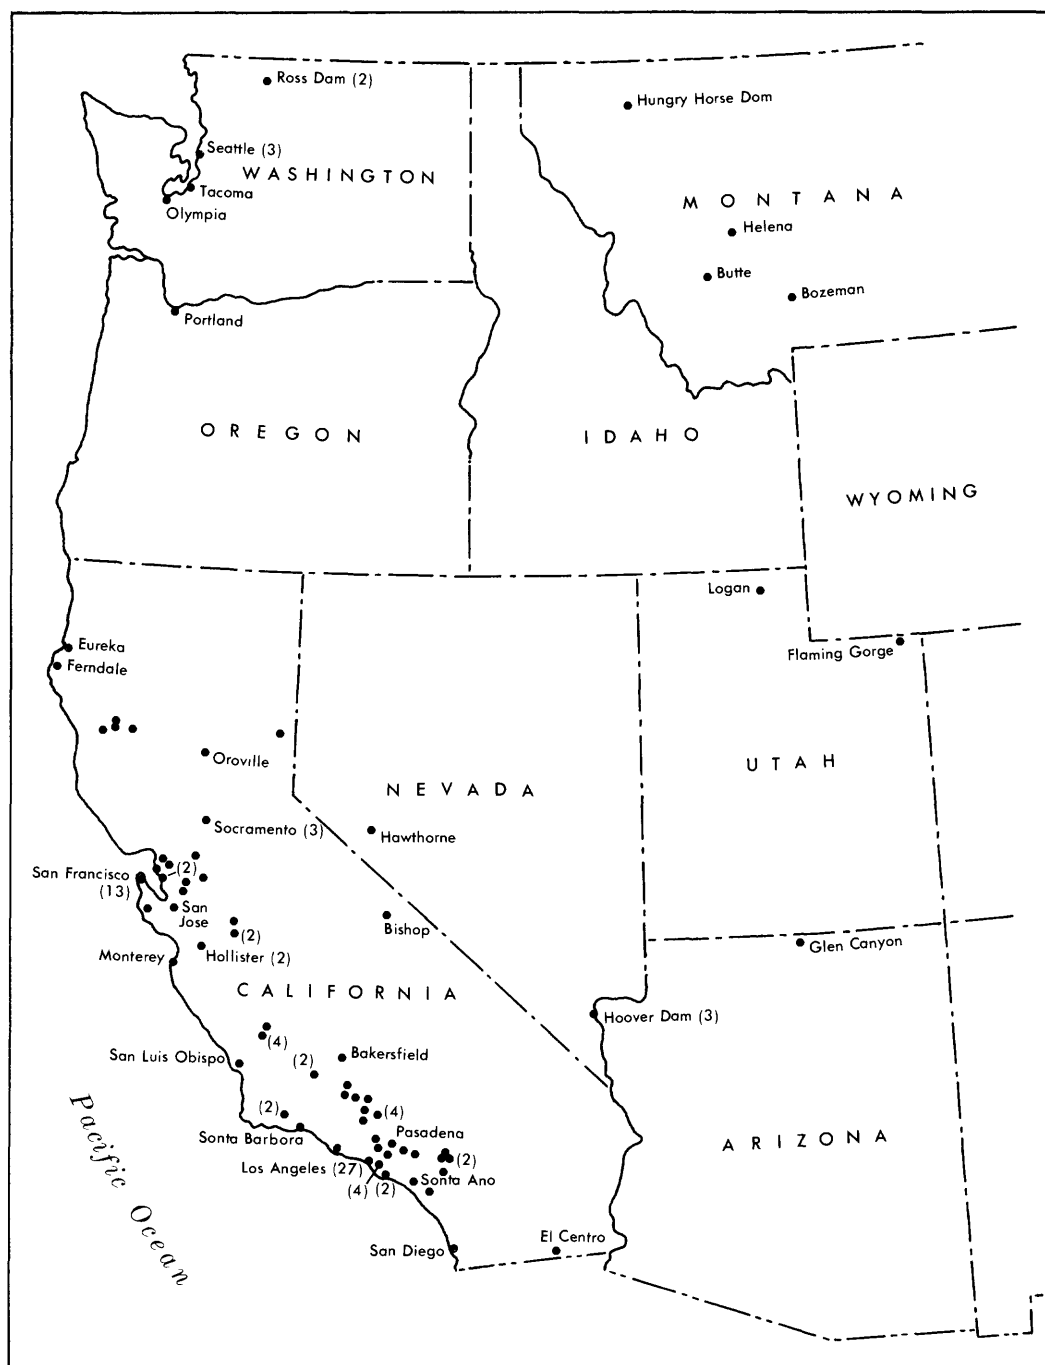 Ross Dam (2)
Hungry Horse Dom
Seattle (3)
WASHINGTON
Tacoma
Olympia
MONTANA
Helena
Butte
Bozeman
Portland
OREGON
IDAHO
WYOMING
Logan
Eureka
Ferndale
Flaming Gorge
Oroville
UTAH
NEVADA
Socramento (3)
Hawthorne
San Francisco
(13)
(2)
San
Jose
Bishop
(2)
Monterey
Hollister (2)
Glen Canyon
CALIFORNIA
Hoover Dam (3)
(4)
San Luis Obispo
(2)
Bakersfield
Pacific Ocean
(2)
(4)
Sonta Barbora
Pasadena
ARIZONA
Los Angeles (27)
(2)
(4)
(2)
Sonta Ano
San Diego
El Centro